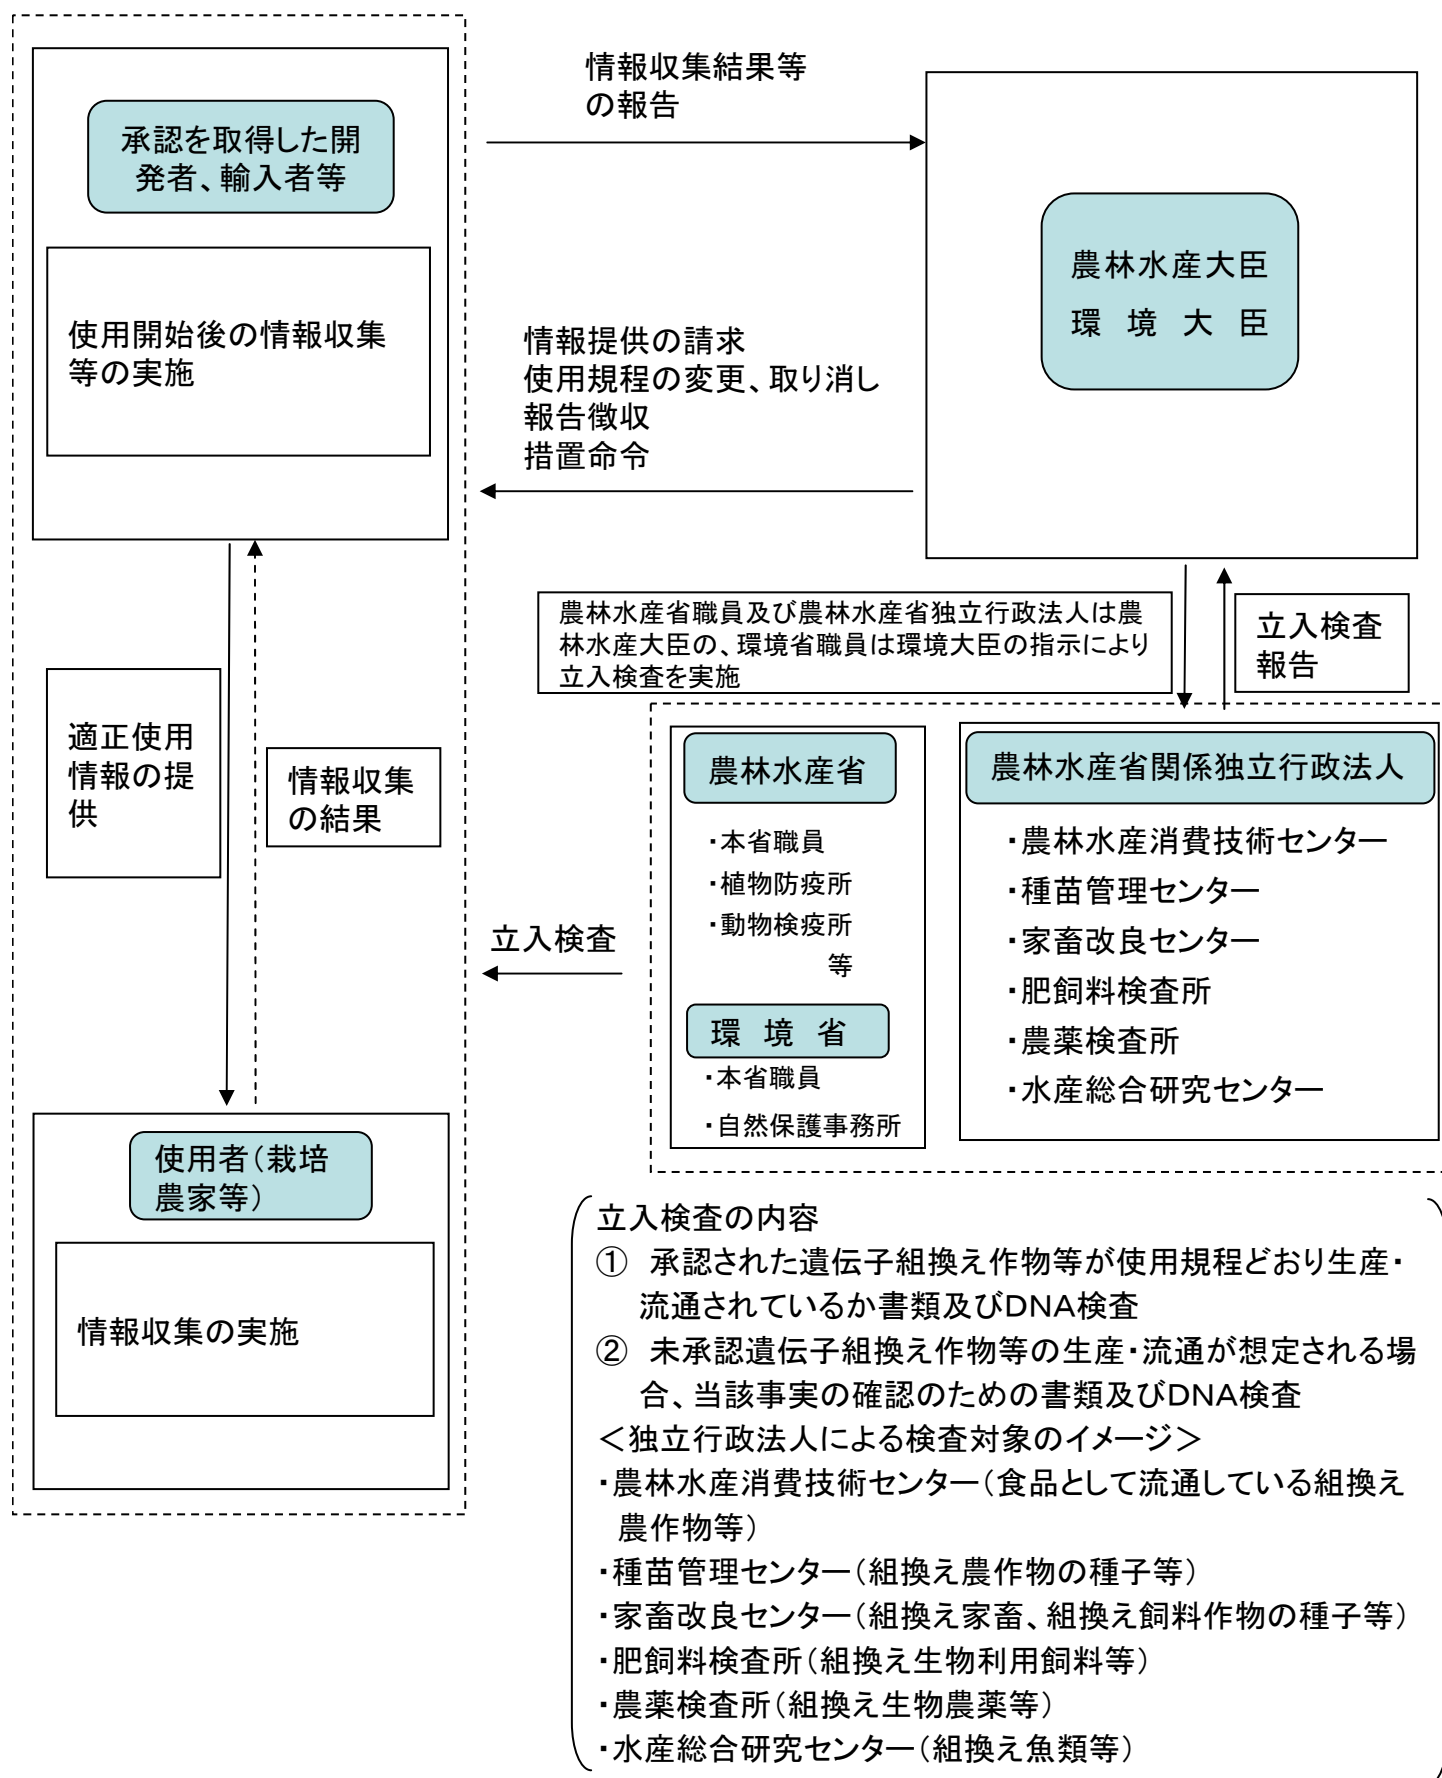 承認を取得した開
発者、輸入者等
使用開始後の情報収集
等の実施
情報収集結果等
の報告
農林水産大臣
環　境　大　臣
情報提供の請求
使用規程の変更、取り消し
報告徴収
措置命令
農林水産省職員及び農林水産省独立行政法人は農
林水産大臣の、環境省職員は環境大臣の指示により
立入検査を実施
立入検査
報告
適正使用
情報の提
供
情報収集
の結果
立入検査
農林水産省
・本省職員
・植物防疫所
・動物検疫所
等
環　境　省
・本省職員
・自然保護事務所
農林水産省関係独立行政法人
・農林水産消費技術センター
・種苗管理センター
・家畜改良センター
・肥飼料検査所
・農薬検査所
・水産総合研究センター
使用者（栽培
農家等）
情報収集の実施
立入検査の内容
①　承認された遺伝子組換え作物等が使用規程どおり生産・
流通されているか書類及びＤＮＡ検査
②　未承認遺伝子組換え作物等の生産・流通が想定される場
合、当該事実の確認のための書類及びＤＮＡ検査
＜独立行政法人による検査対象のイメージ＞
・農林水産消費技術センター（食品として流通している組換え
農作物等）
・種苗管理センター（組換え農作物の種子等）
・家畜改良センター（組換え家畜、組換え飼料作物の種子等）
・肥飼料検査所（組換え生物利用飼料等）
・農薬検査所（組換え生物農薬等）
・水産総合研究センター（組換え魚類等）